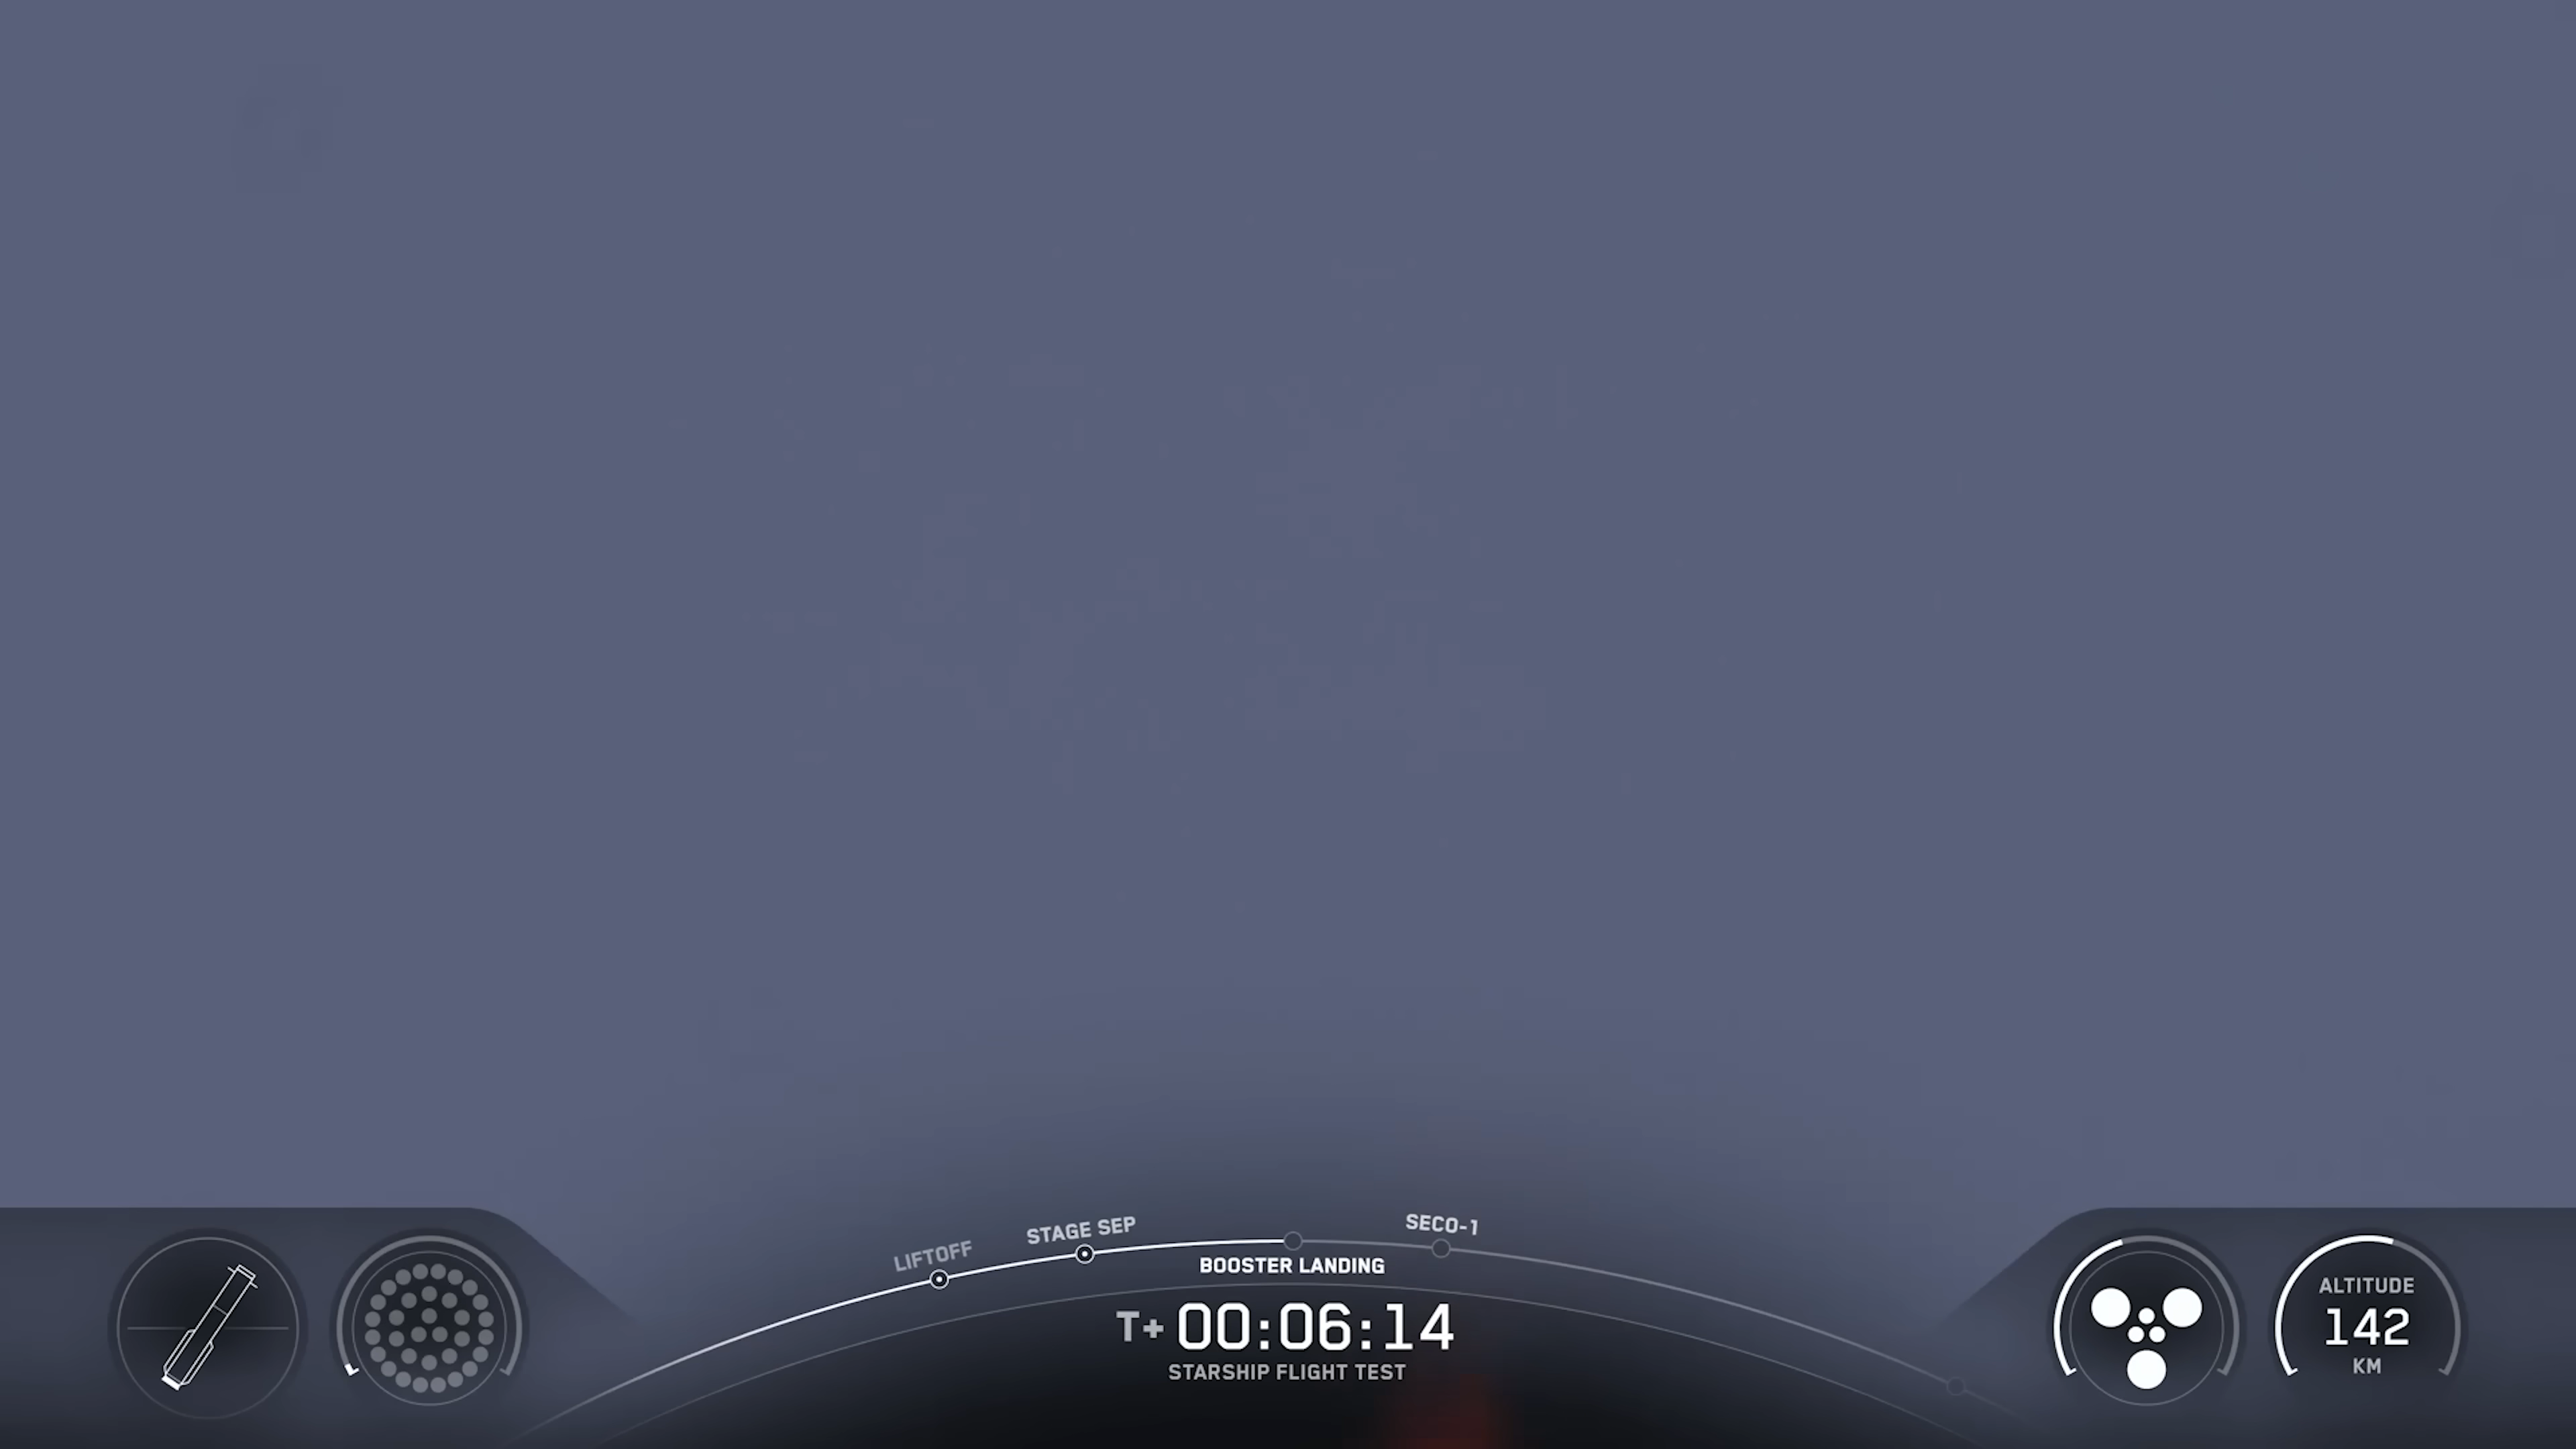 LIFTOFF
STAGE SEP
SECO-1
BOOSTER LANDING
T+ 00:06:14
STARSHIP FLIGHT TEST
ALTITUDE
142
KM